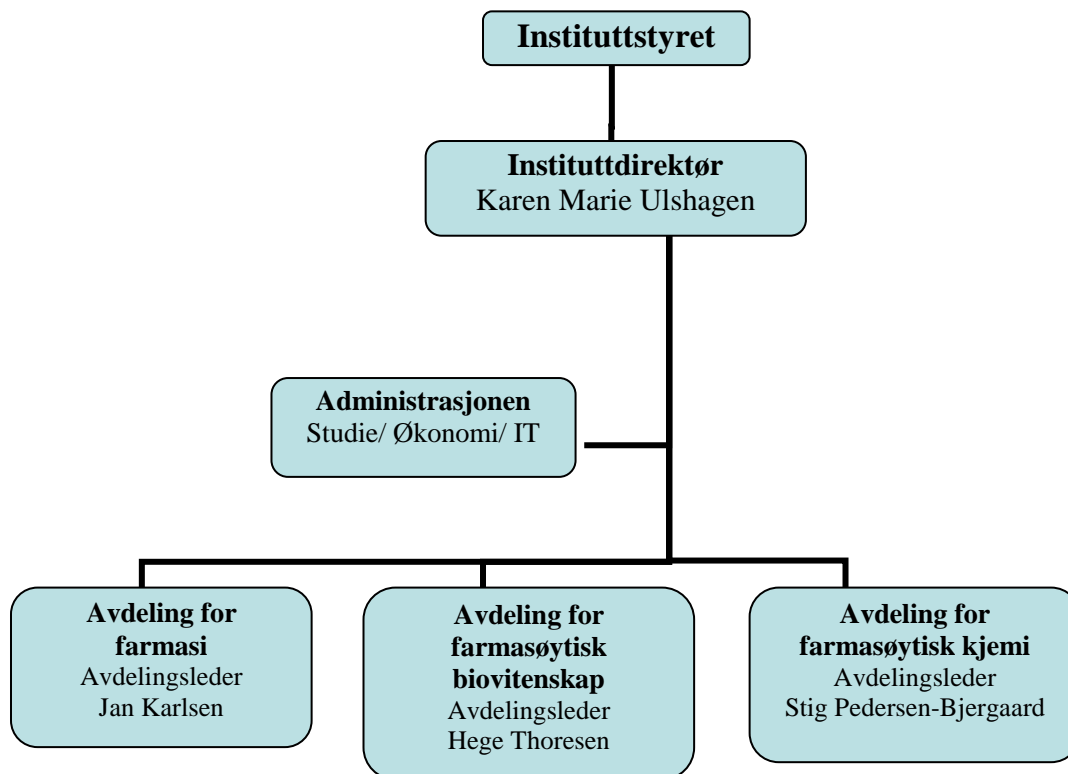 Instituttstyret
Instituttdirektør
Karen Marie Ulshagen
Administrasjonen
Studie/ Økonomi/ IT
Avdeling for
farmasi
Avdelingsleder
Jan Karlsen
Avdeling for
farmasøytisk
biovitenskap
Avdelingsleder
Hege Thoresen
Avdeling for
farmasøytisk kjemi
Avdelingsleder
Stig Pedersen-Bjergaard